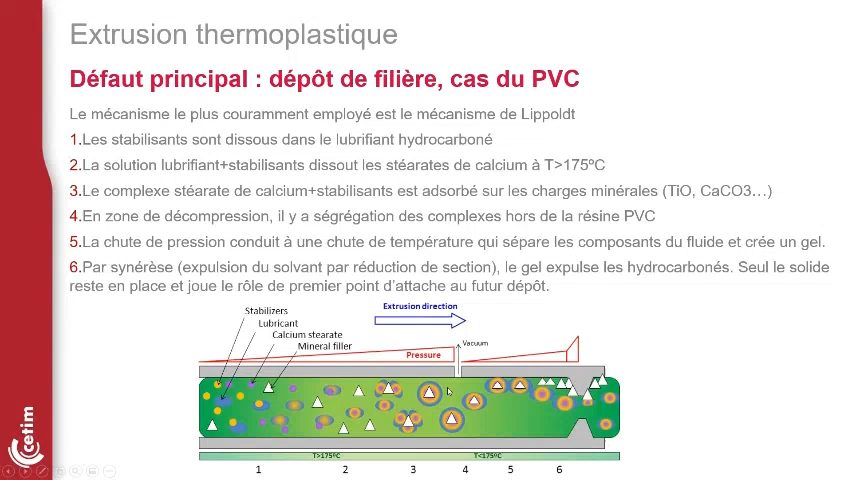 Extrusion thermoplastique
Défaut principal : dépôt de filière, cas du PVC
Le mécanisme le plus couramment employé est le mécanisme de Lippoldt
1.Les stabilisants sont dissous dans le lubrifiant hydrocarboné
2.La solution lubrifiant+stabilisants dissout les stéarates de calcium à T>175°C
3.Le complexe stéarate de calcium+stabilisants est adsorbé sur les charges minérales (TiO, CaCO3…)
4.En zone de décompression, il y a ségrégation des complexes hors de la résine PVC
5.La chute de pression conduit à une chute de température qui sépare les composants du fluide et crée un gel.
6.Par synérèse (expulsion du solvant par réduction de section), le gel expulse les hydrocarbonés. Seul le solide
reste en place et joue le rôle de premier point d'attache au futur dépôt.
Extrusion direction
Stabilizers
Lubricant
Calcium stearate
Mineral filler
Pressure
Vacuum
T>175°C
T<175°C
1 2 3 4 5 6
cetim